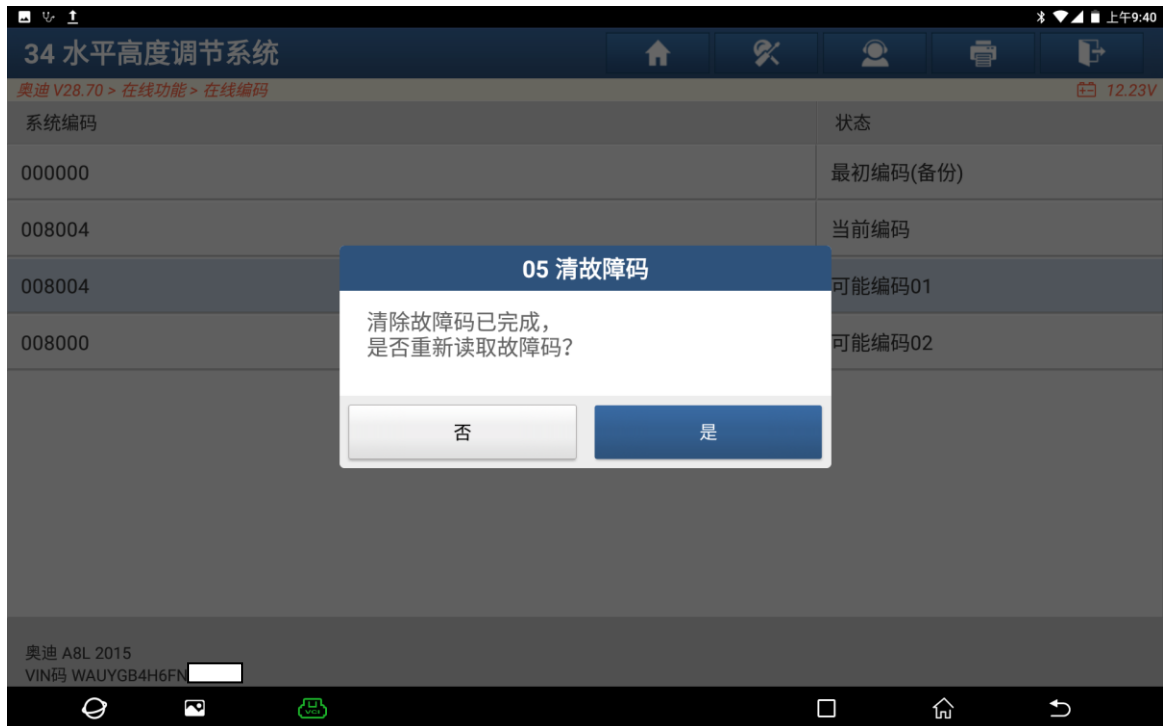 上午9:40
34 水平高度调节系统
奥迪 V28.70 > 在线功能 > 在线编码
12.23V
系统编码 状态
000000 最初编码(备份)
008004 当前编码
008004 可能编码01
008000 可能编码02
05 清故障码
清除故障码已完成，
是否重新读取故障码？
否 是
奥迪 A8L 2015
VIN码 WAUYGB4H6FN
VCI